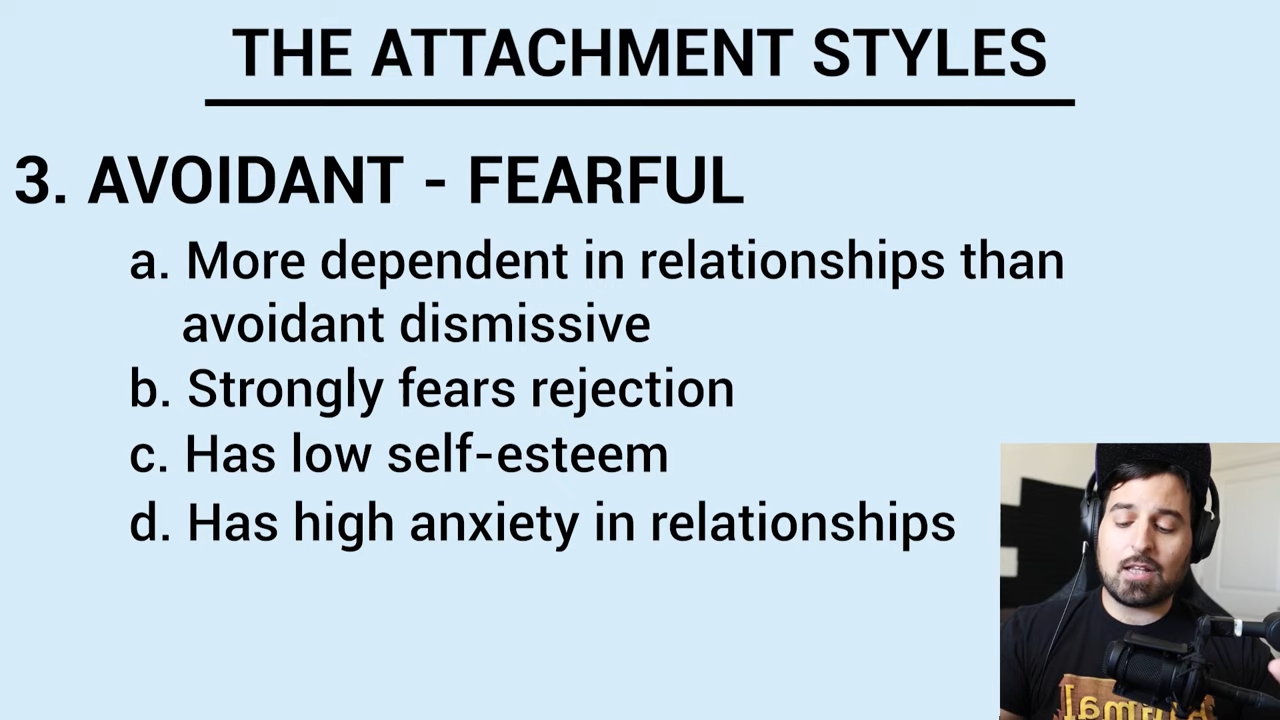 THE ATTACHMENT STYLES
3. AVOIDANT - FEARFUL
a. More dependent in relationships than
avoidant dismissive
b. Strongly fears rejection
c. Has low self-esteem
d. Has high anxiety in relationships